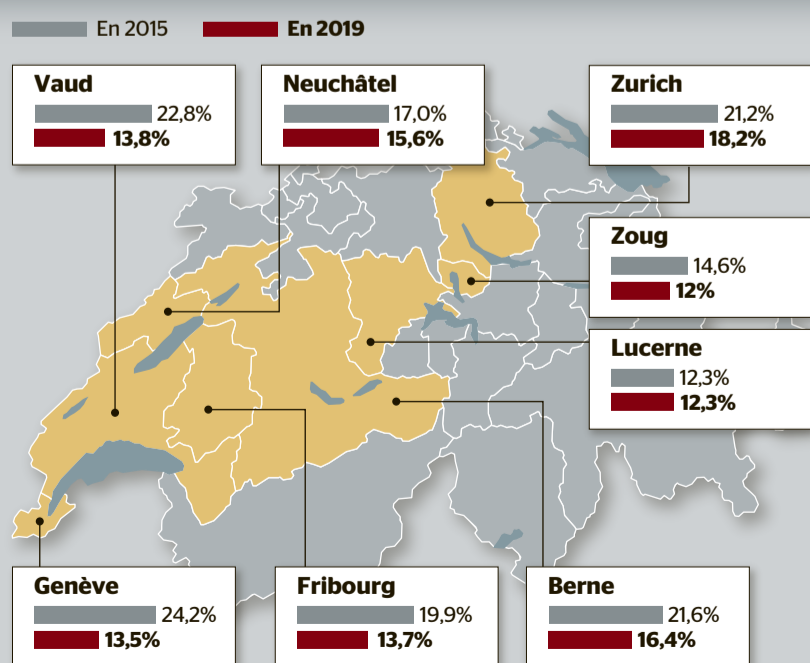 En 2015 En 2019
Vaud
22,8%
13,8%
Neuchâtel
17,0%
15,6%
Zurich
21,2%
18,2%
Zoug
14,6%
12%
Lucerne
12,3%
12,3%
Genève
24,2%
13,5%
Fribourg
19,9%
13,7%
Berne
21,6%
16,4%